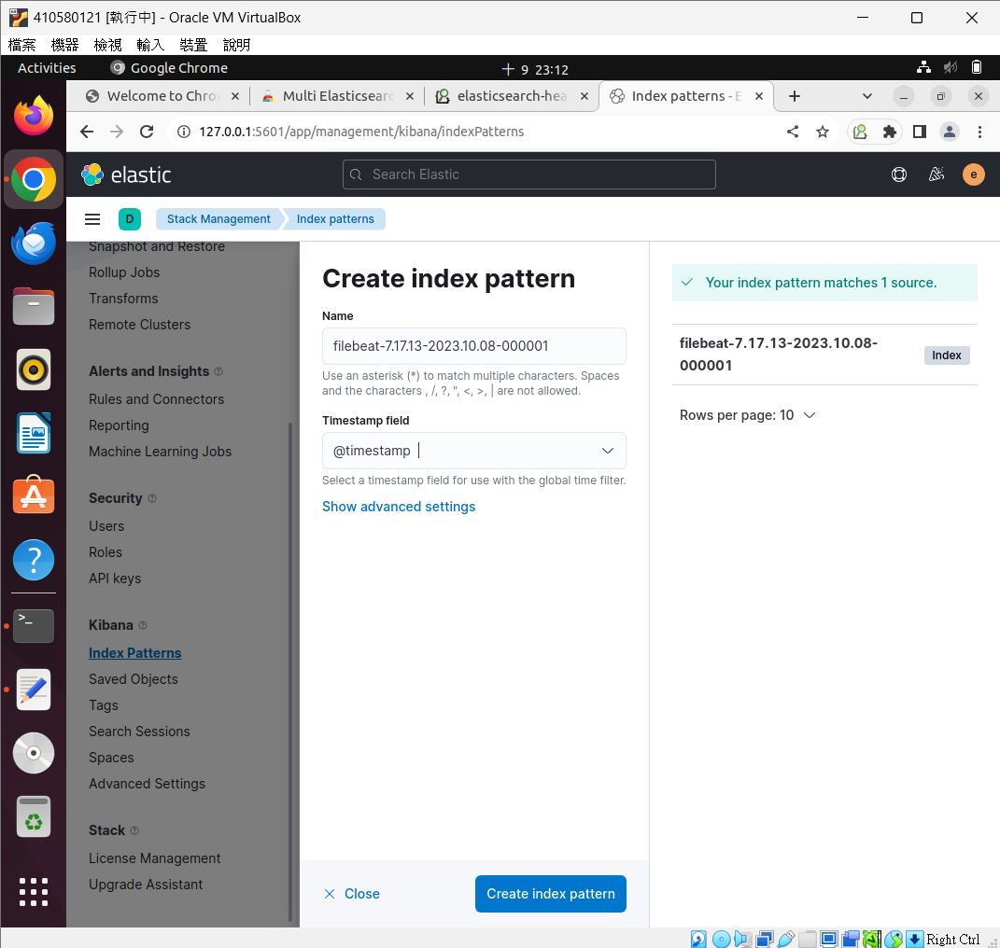 410580121 [執行中] - Oracle VM VirtualBox
檔案 機器 檢視 輸入 裝置 說明
Activities Google Chrome 十 9 23:12
Welcome to Chro Multi Elasticsearc elasticsearch-hea Index patterns - E
127.0.0.1:5601/app/management/kibana/indexPatterns
elastic Search Elastic e
D Stack Management Index patterns
Snapshot and Restore
Rollup Jobs
Transforms
Remote Clusters
Alerts and Insights
Rules and Connectors
Reporting
Machine Learning Jobs
Security
Users
Roles
API keys
Kibana
Index Patterns
Saved Objects
Tags
Search Sessions
Spaces
Advanced Settings
Stack
License Management
Upgrade Assistant
Create index pattern
Name
filebeat-7.17.13-2023.10.08-000001
Use an asterisk (*) to match multiple characters. Spaces
and the characters , /, ?, ", <, >, | are not allowed.
Timestamp field
@timestamp
Select a timestamp field for use with the global time filter.
Show advanced settings
Close Create index pattern
Your index pattern matches 1 source.
filebeat-7.17.13-2023.10.08-
000001
Index
Rows per page: 10
Right Ctrl